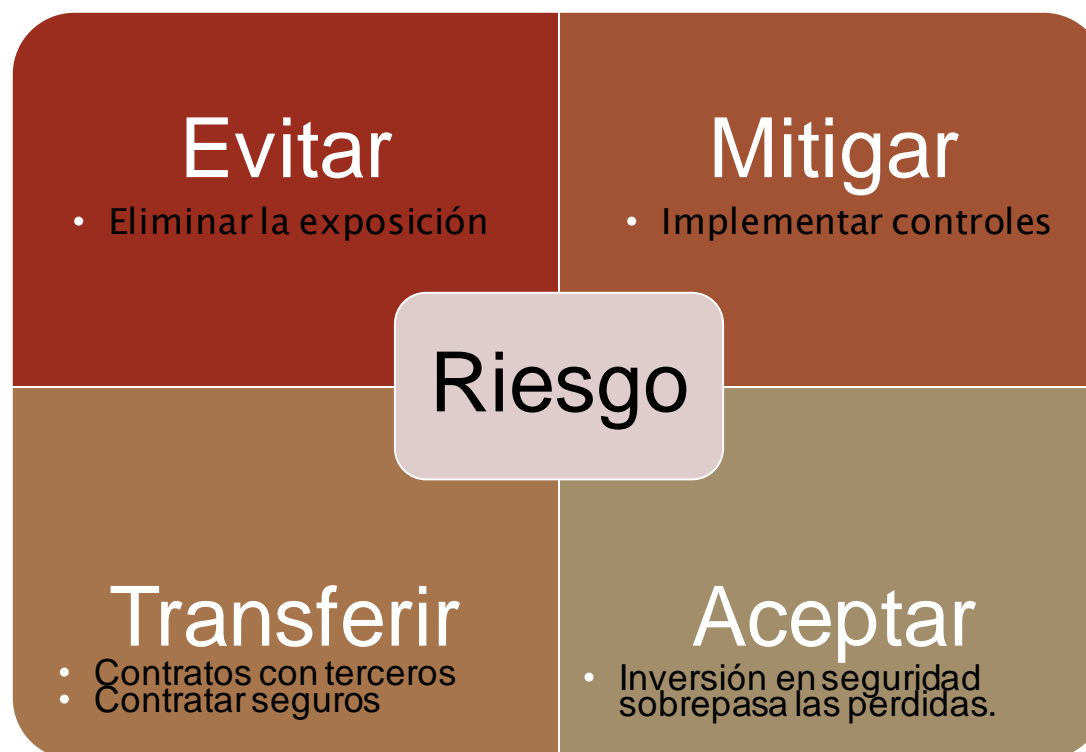 Evitar
• Eliminar la exposición
Mitigar
• Implementar controles
Riesgo
Transferir
• Contratos con terceros
• Contratar seguros
Aceptar
• Inversión en seguridad
sobrepasa las perdidas.